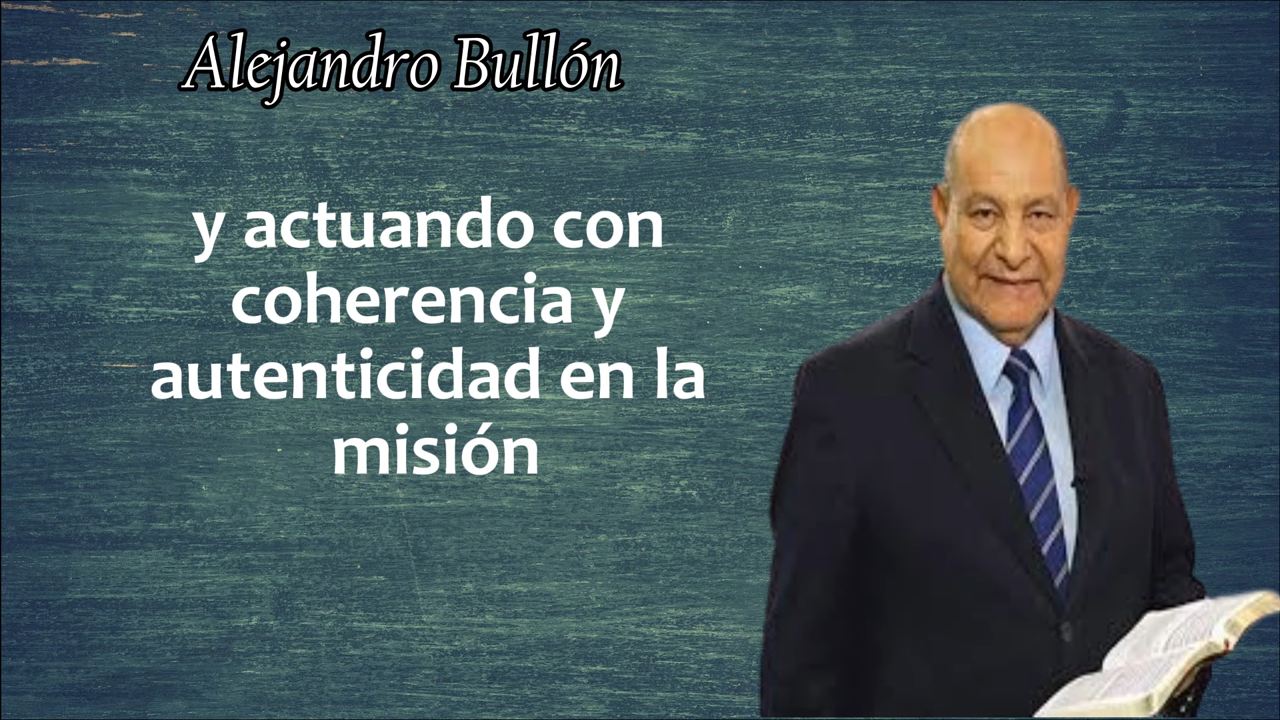 Alejandro Bullón
y actuando con
coherencia y
autenticidad en la
misión